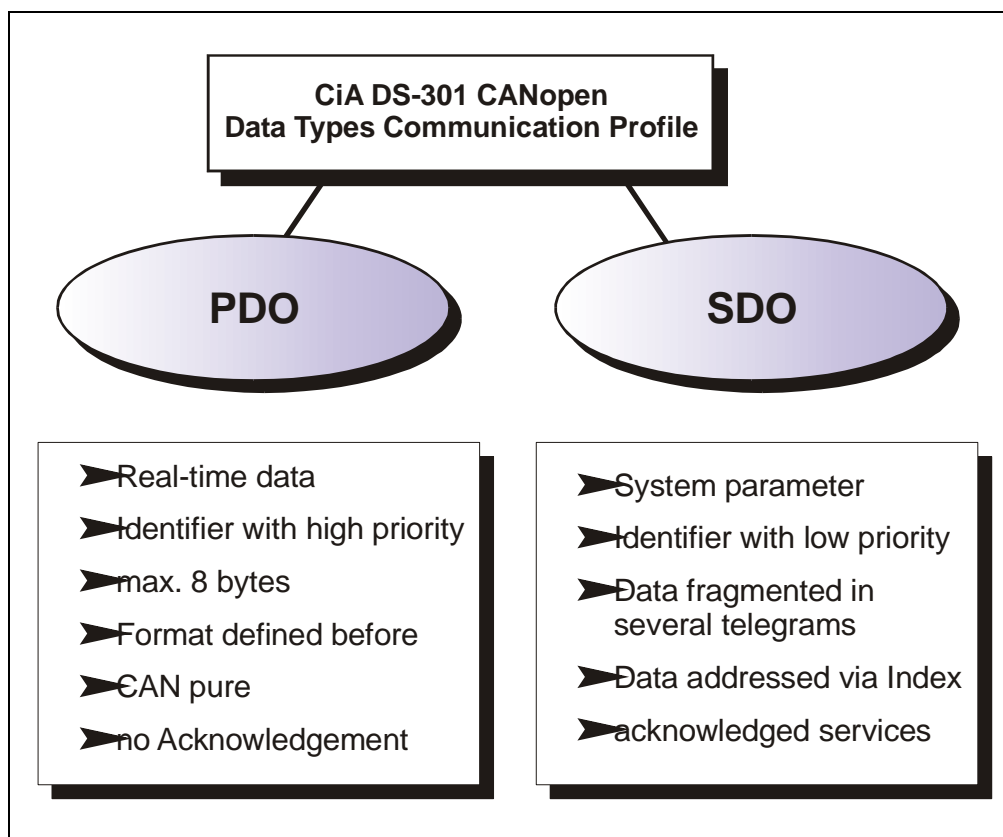 CiA DS-301 CANopen
Data Types Communication Profile
PDO
Real-time data
Identifier with high priority
max. 8 bytes
Format defined before
CAN pure
no Acknowledgement
SDO
System parameter
Identifier with low priority
Data fragmented in
several telegrams
Data addressed via Index
acknowledged services